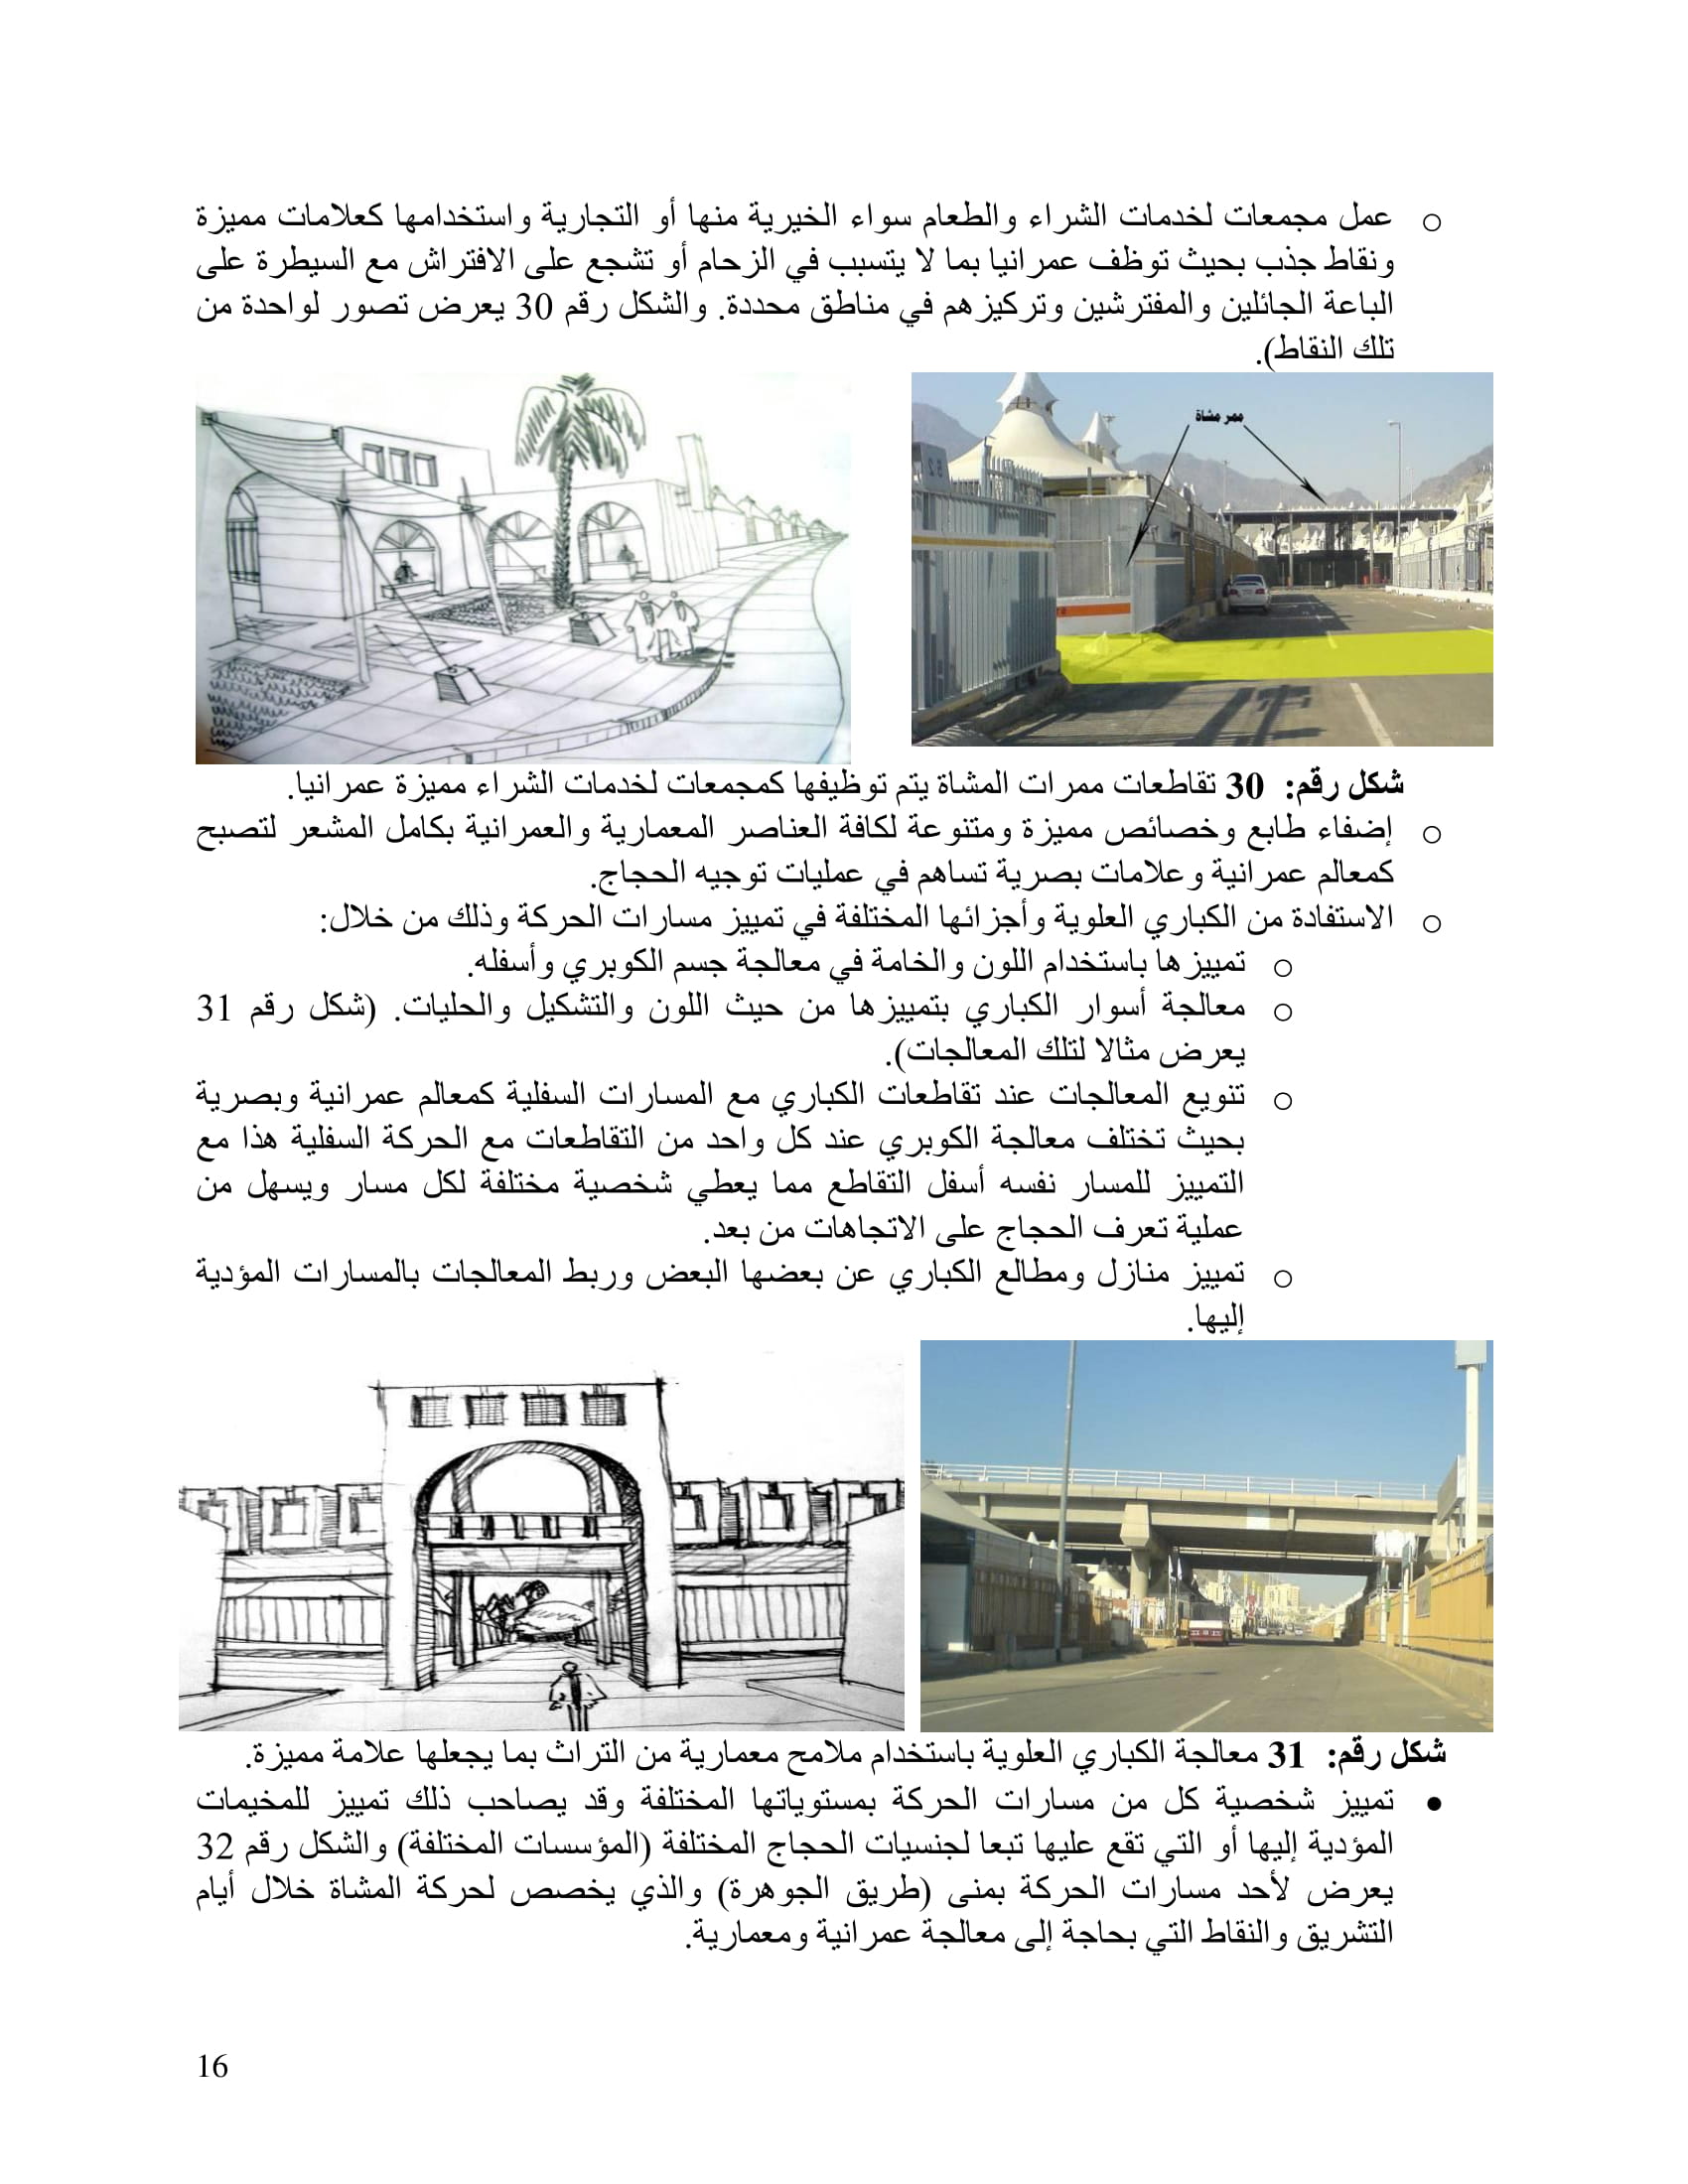 o عمل مجمعات لخدمات الشراء والطعام سواء الخيرية منها أو التجارية واستخدامها كعلامات مميزة
ونقاط جذب بحيث توظف عمرانيا بما لا يتسبب في الزحام أو تشجع على الافتراش مع السيطرة على
الباعة الجائلين والمفترشين وتركيزهم في مناطق محددة. والشكل رقم 30 يعرض تصور لواحدة من
تلك النقاط).
ممر مشاة
شكل رقم: 30 تقاطعات ممرات المشاة يتم توظيفها كمجمعات لخدمات الشراء مميزة عمرانيا.
o إضفاء طابع وخصائص مميزة ومتنوعة لكافة العناصر المعمارية والعمرانية بكامل المشعر لتصبح
كمعالم عمرانية وعلامات بصرية تساهم في عمليات توجيه الحجاج.
o الاستفادة من الكباري العلوية وأجزائها المختلفة في تمييز مسارات الحركة وذلك من خلال:
o تمييزها باستخدام اللون والخامة في معالجة جسم الكوبري وأسفله.
o معالجة أسوار الكباري بتمييزها من حيث اللون والتشكيل والحليات. (شكل رقم 31
يعرض مثالا لتلك المعالجات).
o تنويع المعالجات عند تقاطعات الكباري مع المسارات السفلية كمعالم عمرانية وبصرية
بحيث تختلف معالجة الكوبري عند كل واحد من التقاطعات مع الحركة السفلية هذا مع
التمييز للمسار نفسه أسفل التقاطع مما يعطي شخصية مختلفة لكل مسار ويسهل من
عملية تعرف الحجاج على الاتجاهات من بعد.
o تمييز منازل ومطالع الكباري عن بعضها البعض وربط المعالجات بالمسارات المؤدية
إليها.
شكل رقم: 31 معالجة الكباري العلوية باستخدام ملامح معمارية من التراث بما يجعلها علامة مميزة.
• تمييز شخصية كل من مسارات الحركة بمستوياتها المختلفة وقد يصاحب ذلك تمييز للمخيمات
المؤدية إليها أو التي تقع عليها تبعا لجنسيات الحجاج المختلفة (المؤسسات المختلفة) والشكل رقم 32
يعرض لأحد مسارات الحركة بمنى (طريق الجوهرة) والذي يخصص لحركة المشاة خلال أيام
التشريق والنقاط التي بحاجة إلى معالجة عمرانية ومعمارية.
16